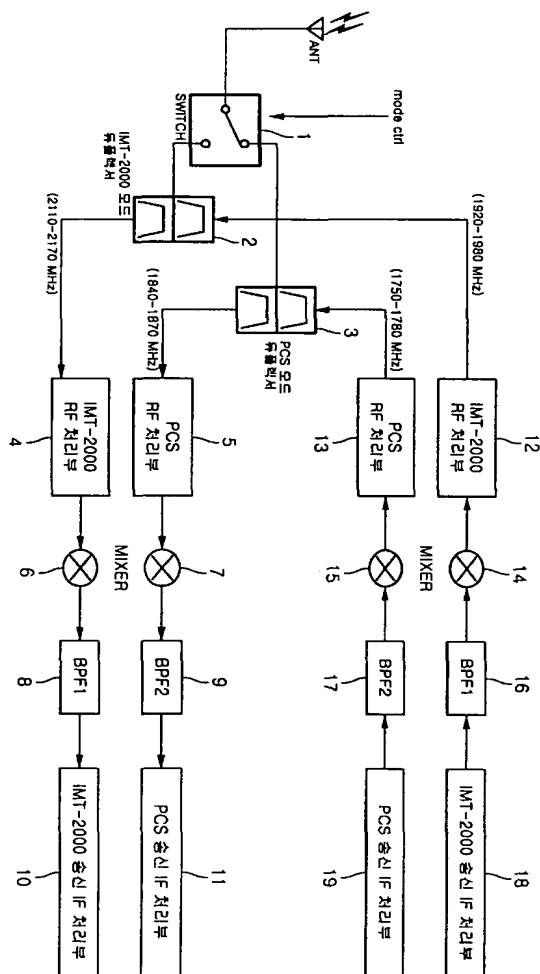 ANT
mode ctrl
SWITCH
1
IMT-2000 모드
듀플렉서
2
(2110-2170 MHz)
(1920-1980 MHz)
PCS 모드
듀플렉서
3
(1840-1870 MHz)
(1750-1780 MHz)
IMT-2000
RF 처리부
4
PCS
RF 처리부
5
PCS
RF 처리부
13
IMT-2000
RF 처리부
12
6
MIXER
7
15
MIXER
14
BPF1
8
BPF2
9
BPF2
17
BPF1
16
IMT-2000 송신 IF 처리부
10
PCS 송신 IF 처리부
11
PCS 송신 IF 처리부
19
IMT-2000 송신 IF 처리부
18